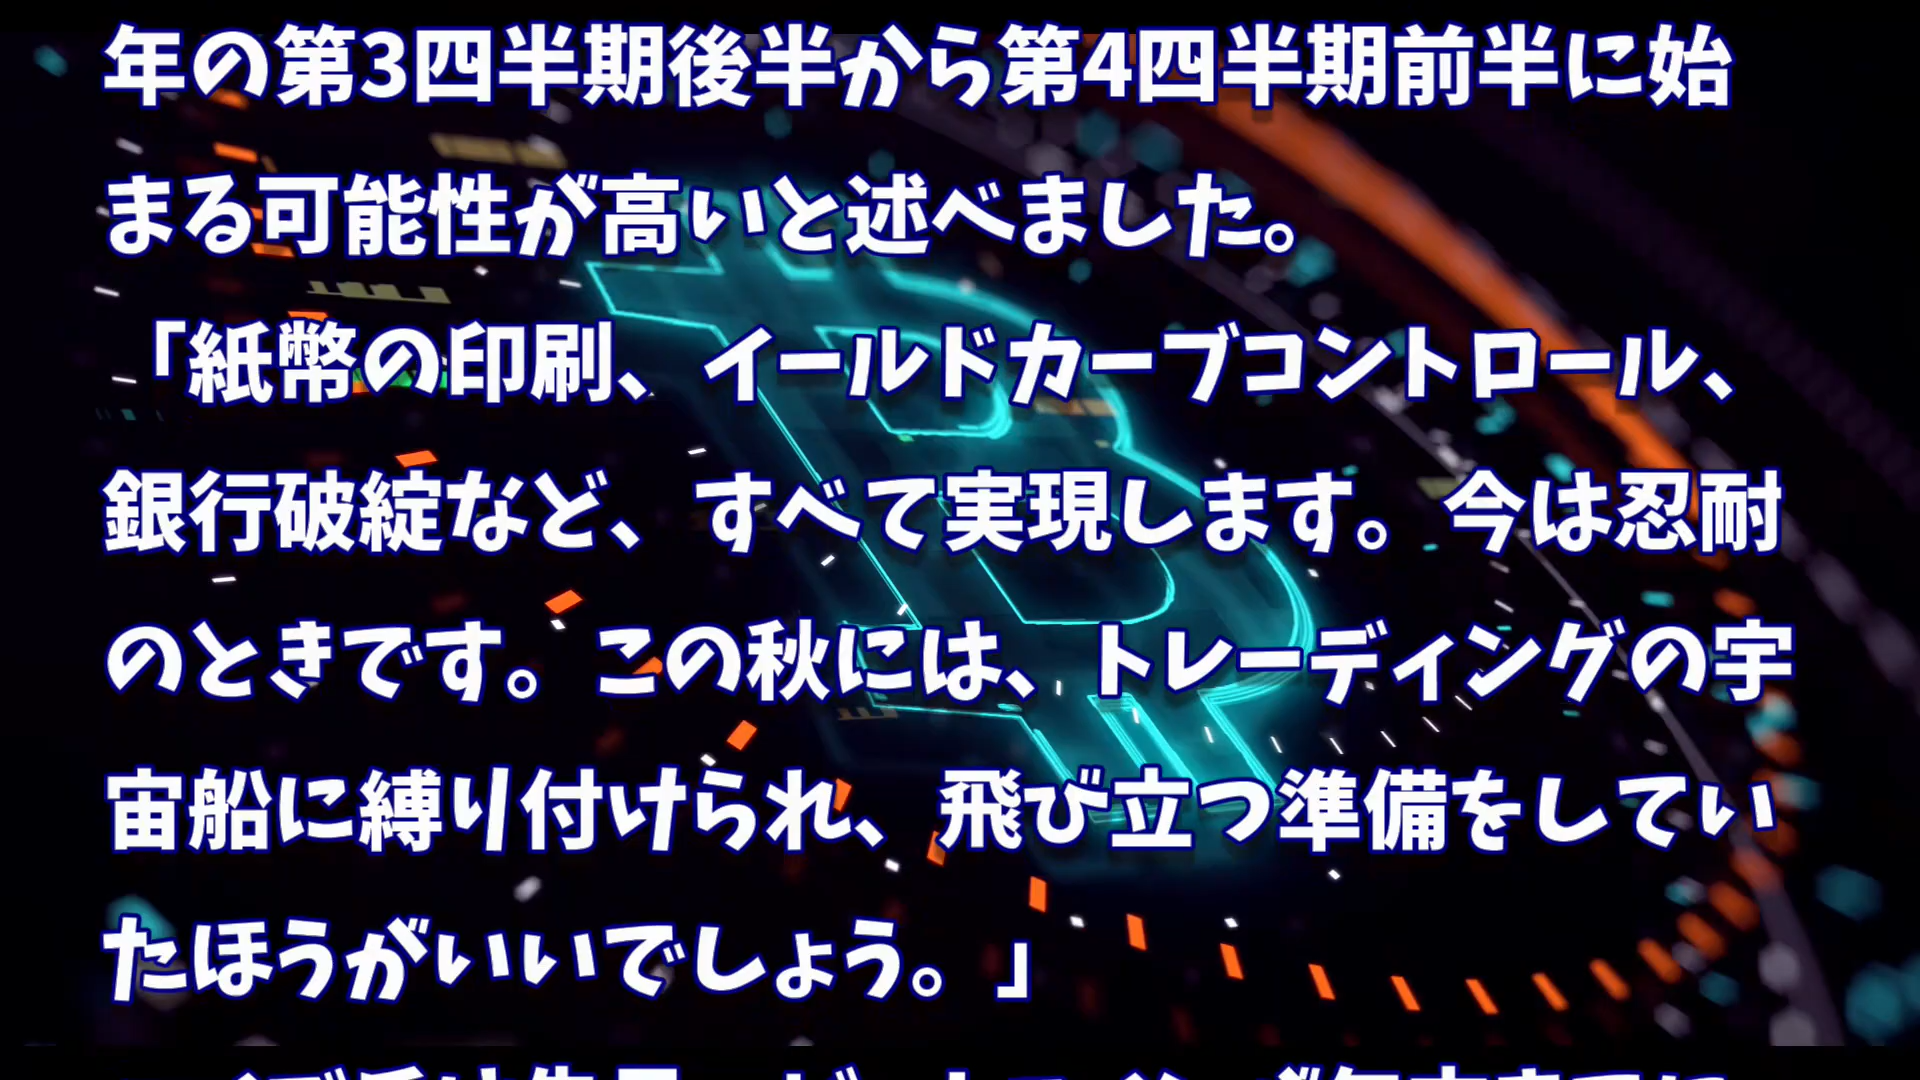 年の第3四半期後半から第4四半期前半に始
まる可能性が高いと述べました。
「紙幣の印刷、イールドカーブコントロール、
銀行破綻など、すべて実現します。今は忍耐
のときです。この秋には、トレーディングの宇
宙船に縛り付けられ、飛び立つ準備をしてい
たほうがいいでしょう。」